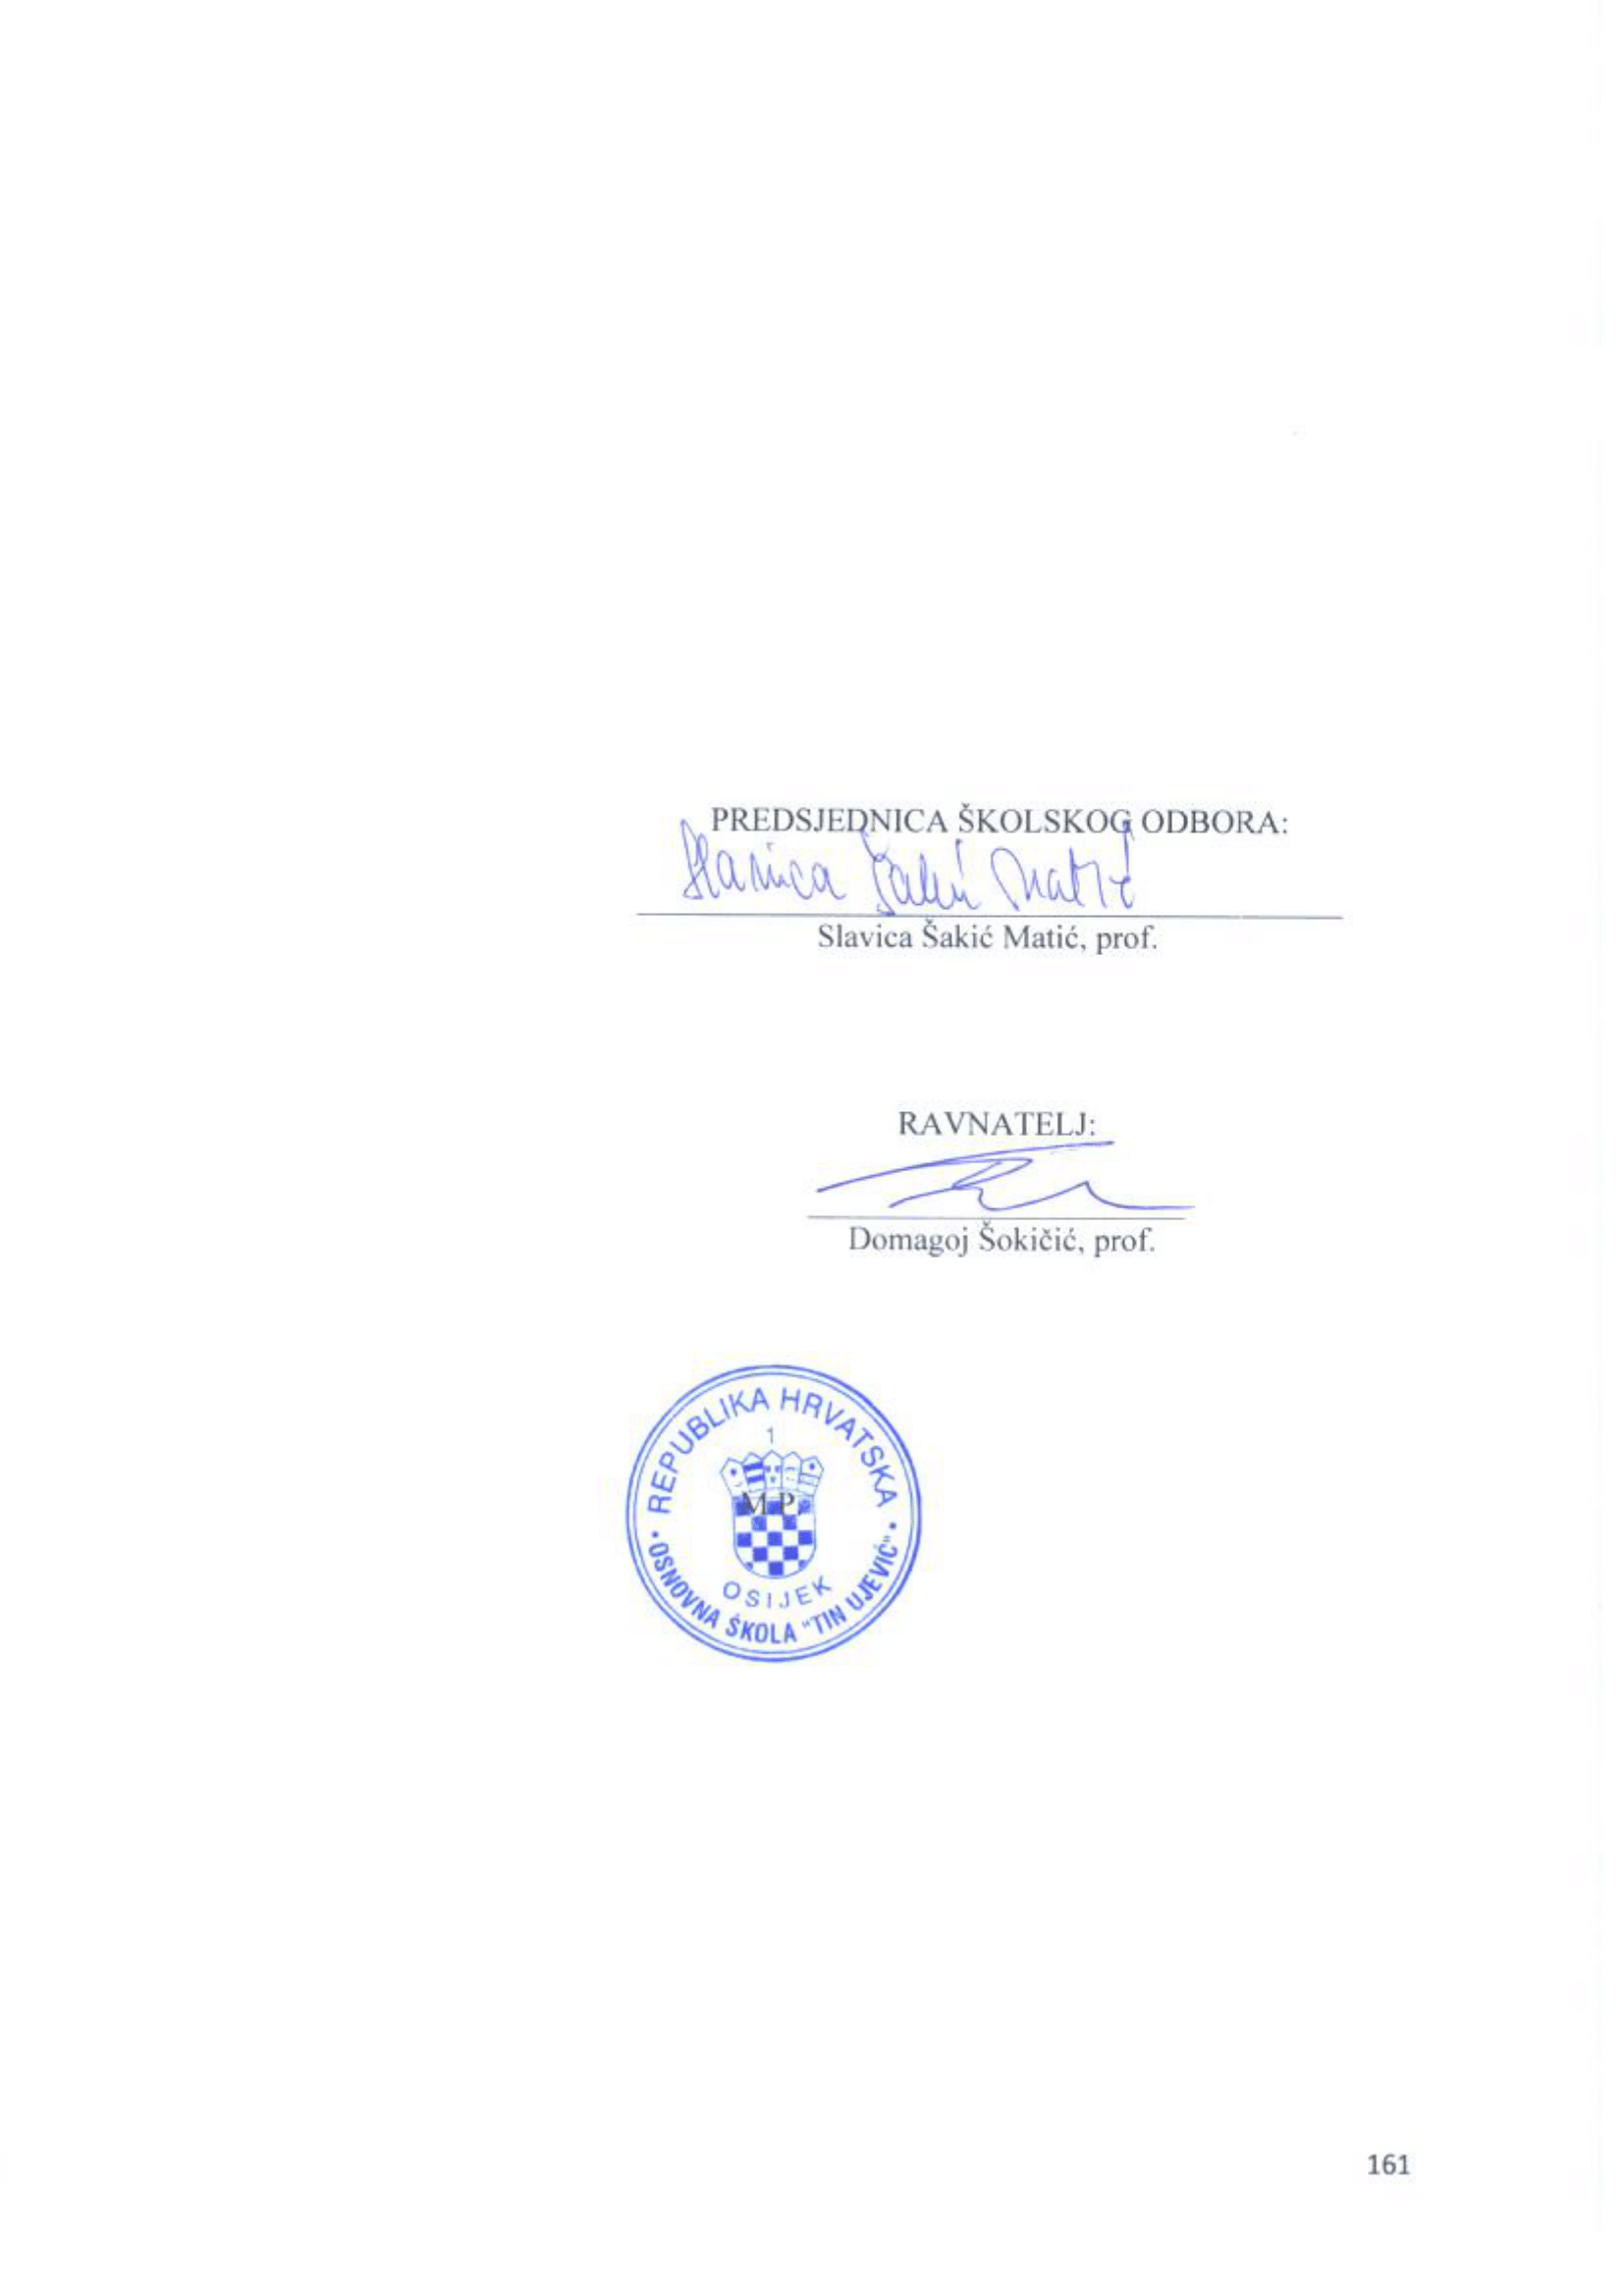 PREDSJEDNICA ŠKOLSKOG ODBORA:
Slavica Šakić Matić
Slavica Šakić Matić, prof.
RAVNATELJ:
Domagoj Šokičić, prof.
REPUBLIKA HRVATSKA
1
M.P.
OSIJEK
• OSNOVNA ŠKOLA "TIN UJEVIĆ" •
161